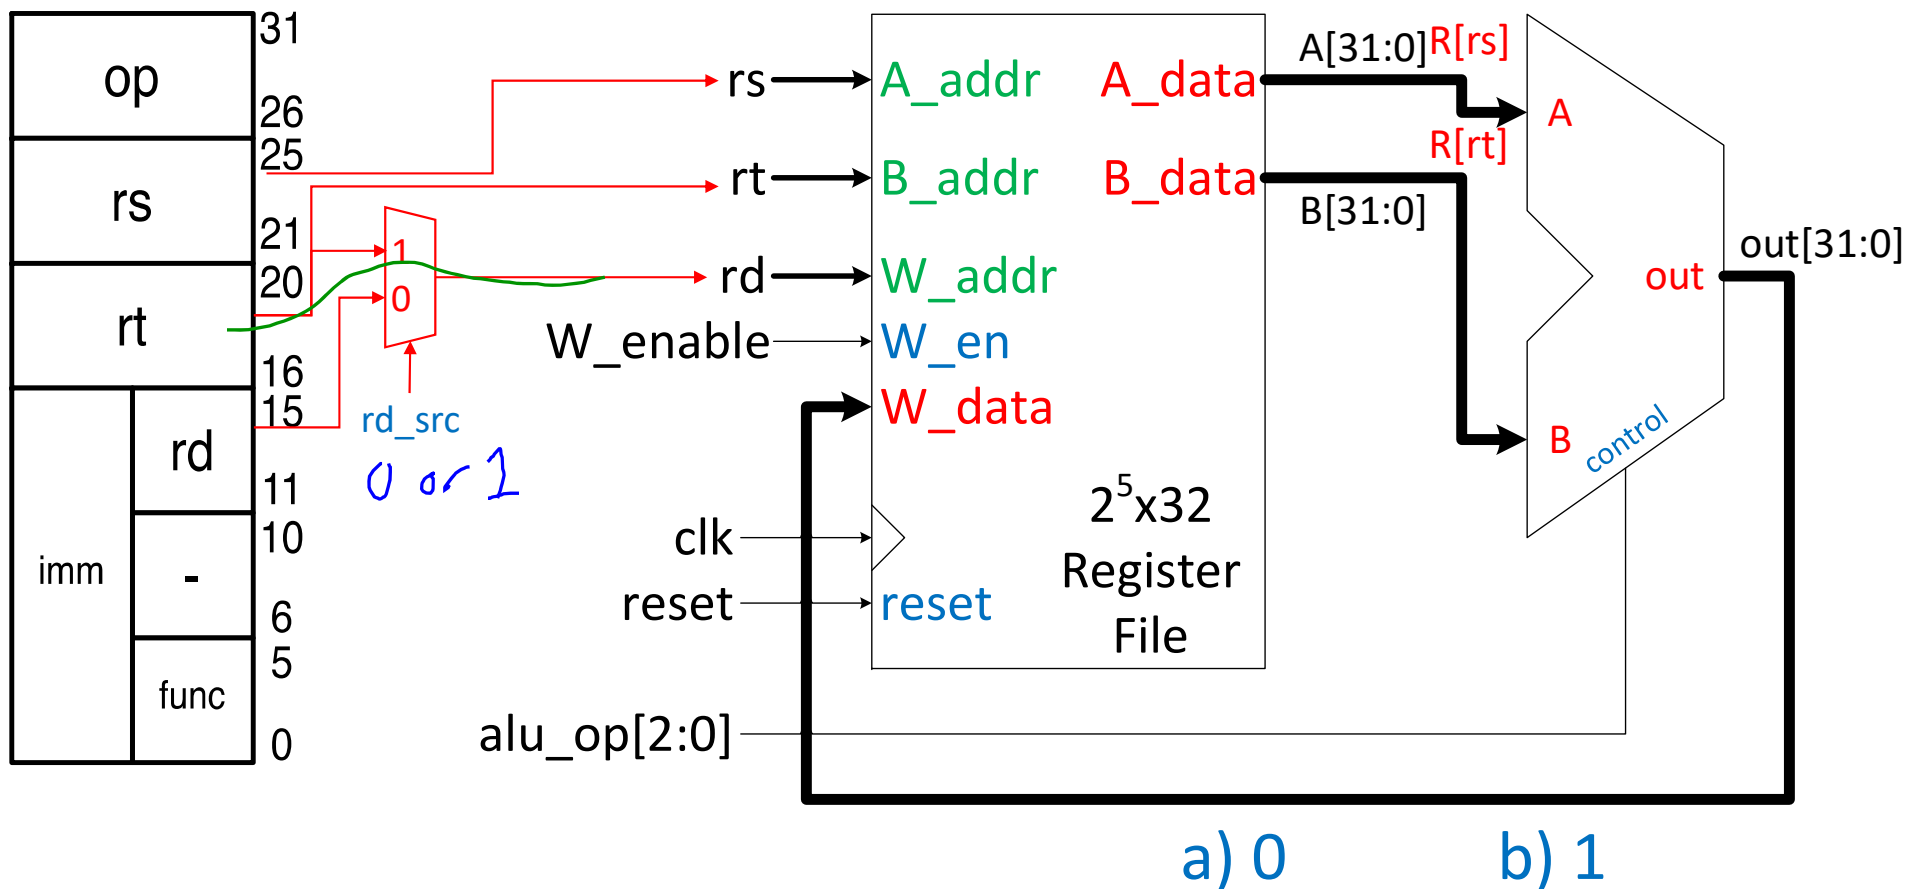 31
op
26
25
rs
21
20
rt
16
15
rd
11
10
imm
-
6
5
func
0
1
0
rd_src
0 or 1
rs
rt
rd
W_enable
clk
reset
alu_op[2:0]
A_addr
B_addr
W_addr
W_en
W_data
reset
A_data
B_data
2⁵x32
Register
File
A[31:0]
R[rs]
R[rt]
B[31:0]
A
B
out
control
out[31:0]
a) 0
b) 1